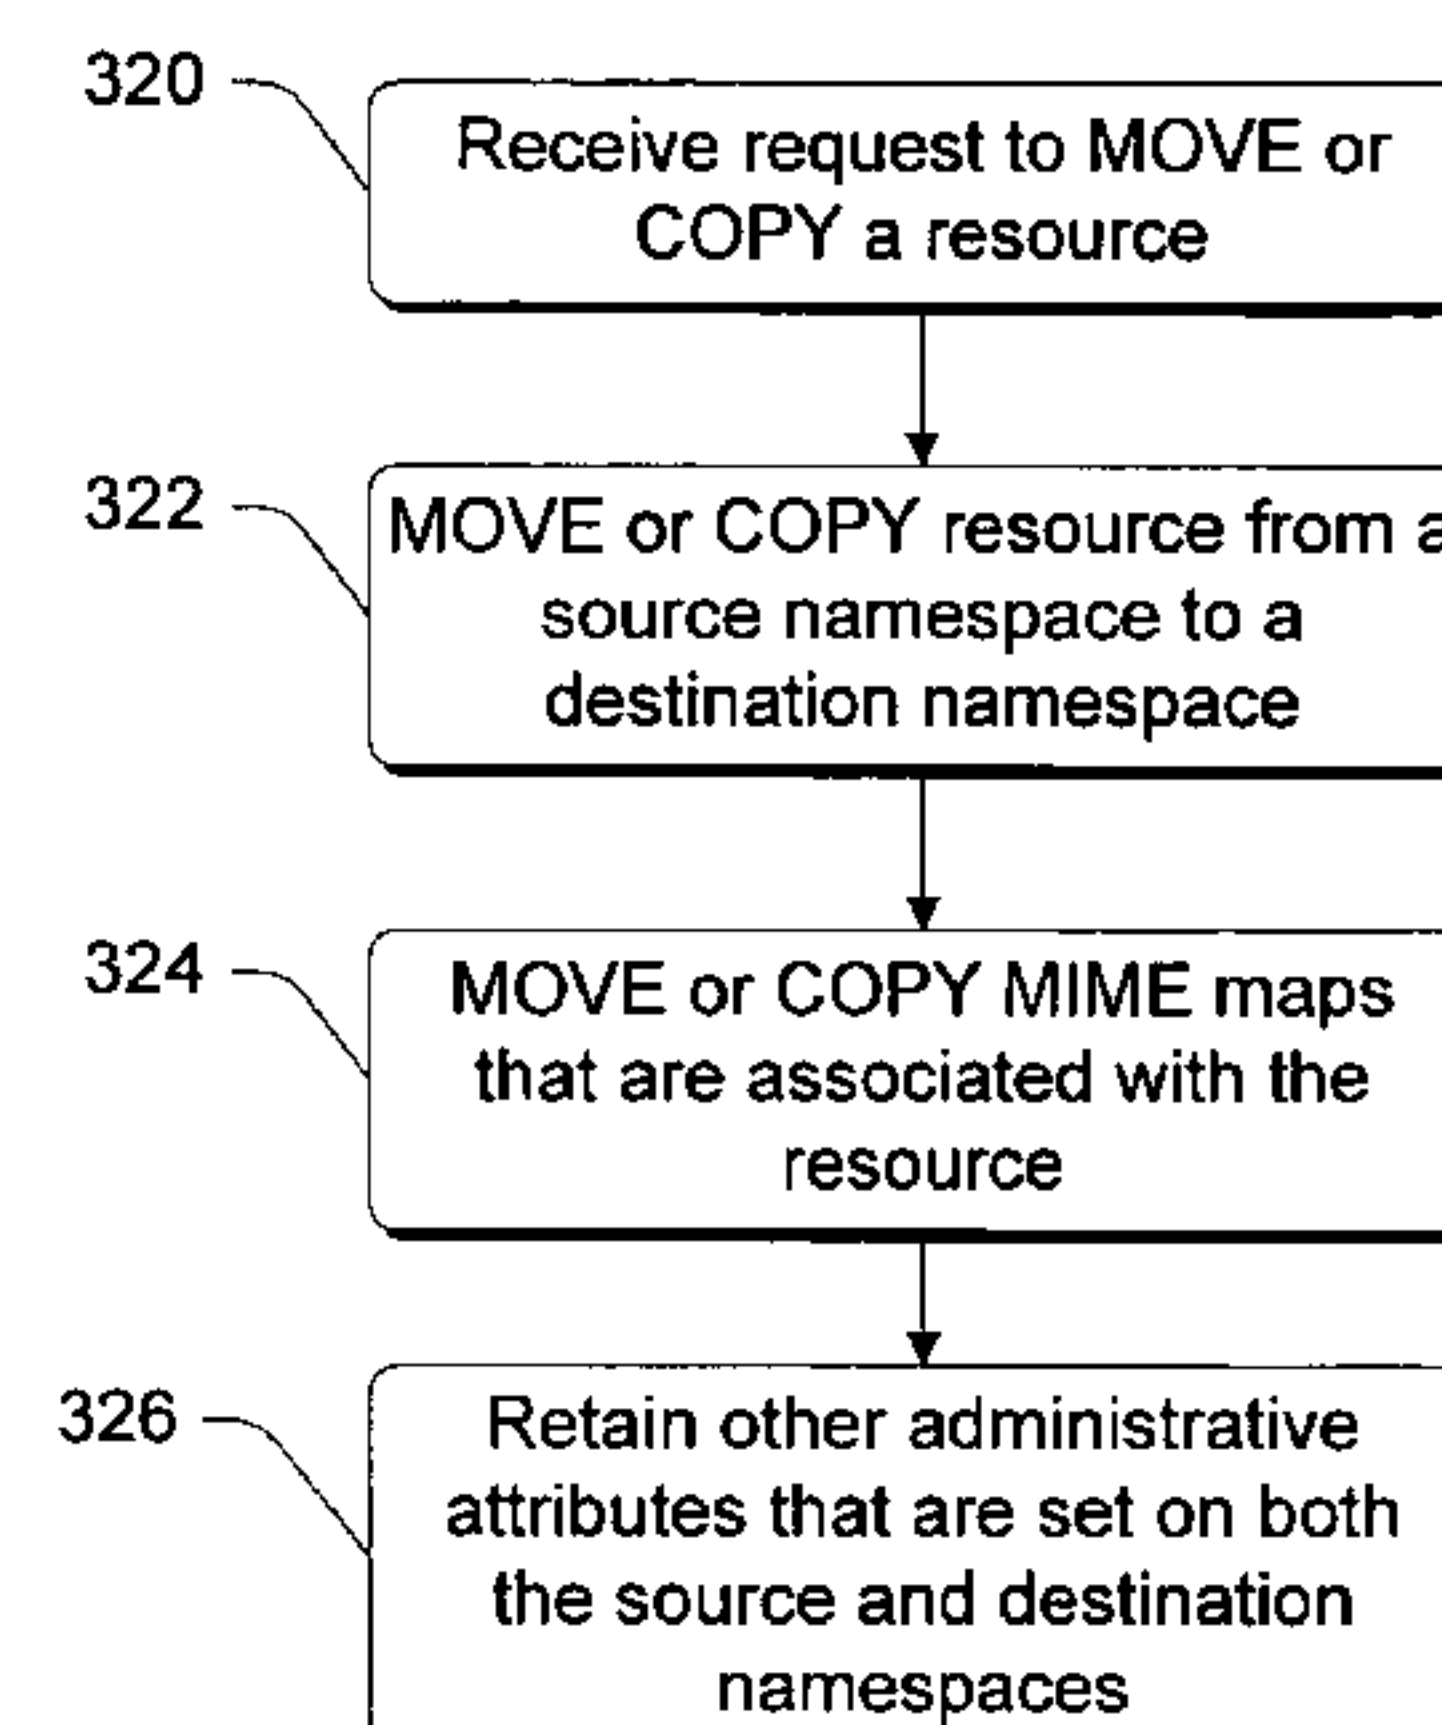 320
Receive request to MOVE or
COPY a resource
322
MOVE or COPY resource from a
source namespace to a
destination namespace
324
MOVE or COPY MIME maps
that are associated with the
resource
326
Retain other administrative
attributes that are set on both
the source and destination
namespaces